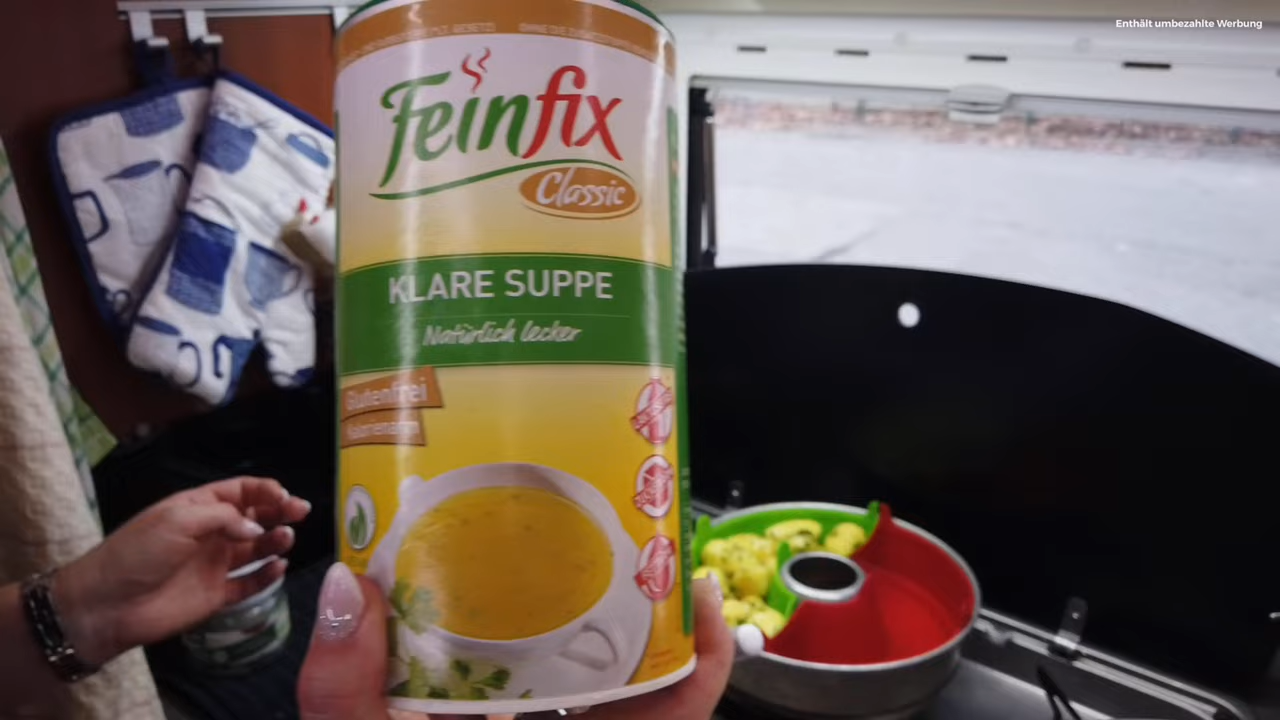 Enthält umbezahlte Werbung
Feinfix
Classic
KLARE SUPPE
Natürlich lecker
Glutenfrei